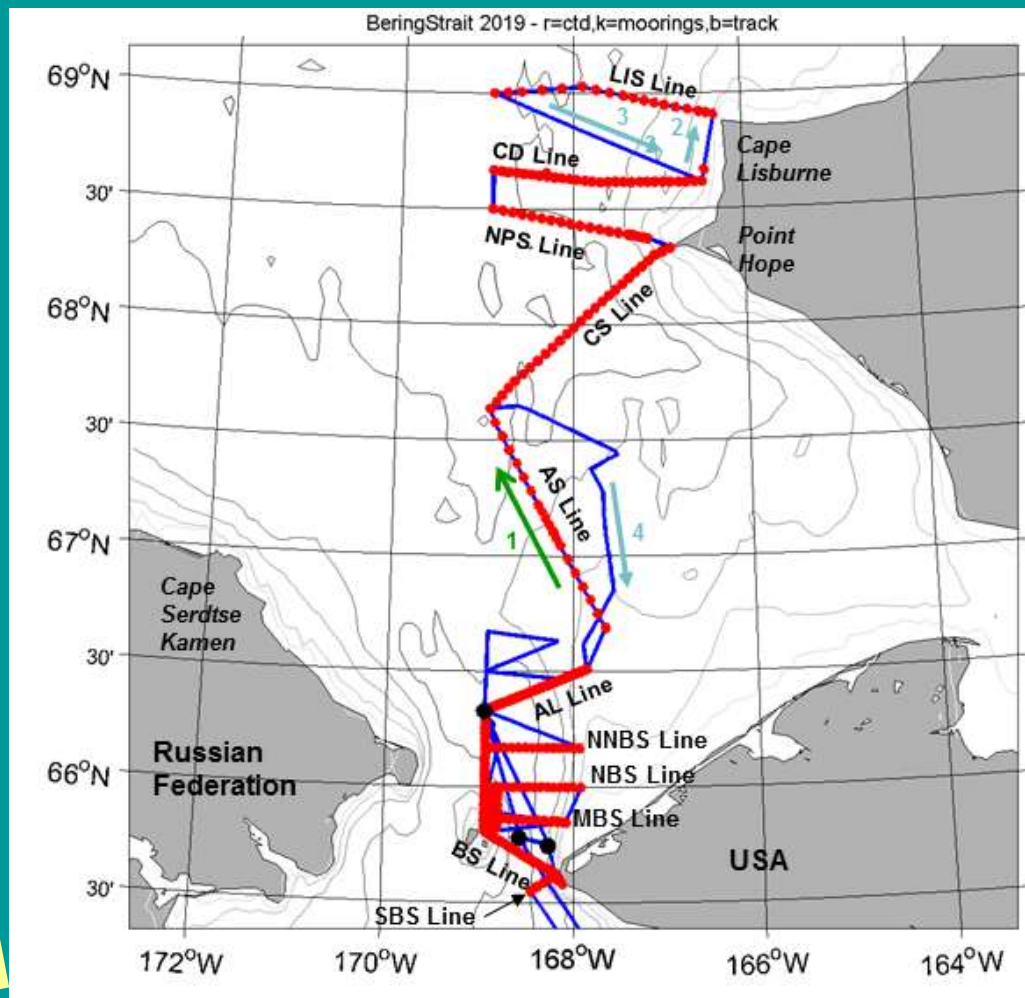 BeringStrait 2019 - r=ctd,k=moorings,b=track
69°N
LIS Line
3
2
Cape
Lisburne
CD Line
30'
NPS. Line
Point
Hope
68°N
CS Line
30'
AS Line
67°N
1
4
Cape
Serdtse
Kamen
30'
AL Line
NNBS Line
Russian
Federation
66°N
NBS Line
MBS Line
BS Line
USA
30'
SBS Line
172°W
170°W
168°W
166°W
164°W